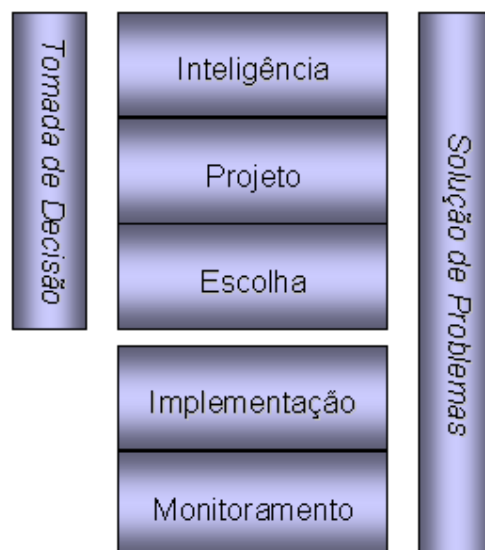 Tomada de Decisão
Inteligência
Projeto
Escolha
Implementação
Monitoramento
Solução de Problemas